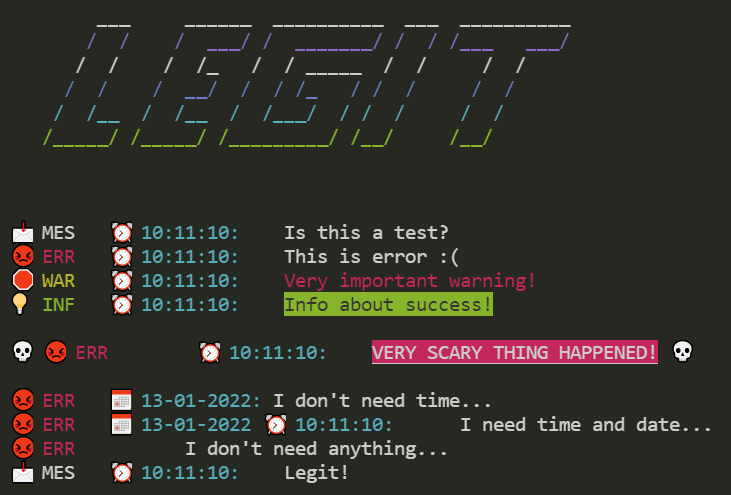 LEGIT
📩 MES ⏰ 10:11:10: Is this a test?
😡 ERR ⏰ 10:11:10: This is error :(
🛑 WAR ⏰ 10:11:10: Very important warning!
💡 INF ⏰ 10:11:10: Info about success!
💀 😡 ERR ⏰ 10:11:10: VERY SCARY THING HAPPENED! 💀
😡 ERR 📅 13-01-2022: I don't need time...
😡 ERR 📅 13-01-2022 ⏰ 10:11:10: I need time and date...
😡 ERR I don't need anything...
📩 MES ⏰ 10:11:10: Legit!